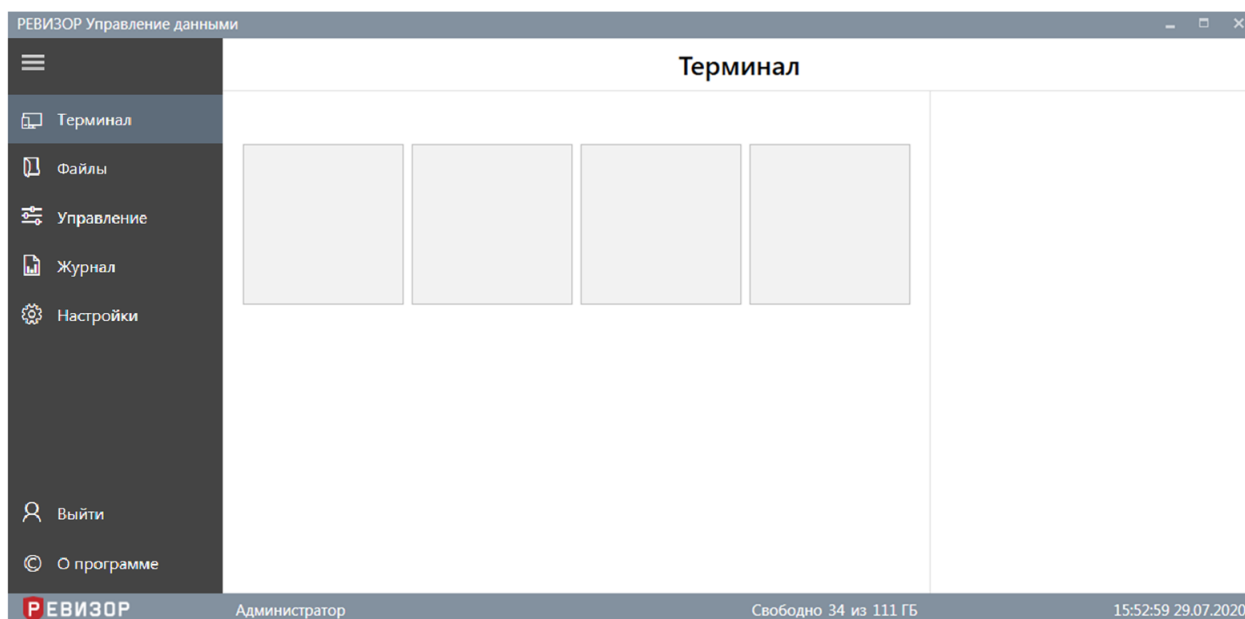 РЕВИЗОР Управление данными
Терминал
Терминал
Файлы
Управление
Журнал
Настройки
Выйти
© О программе
РЕВИЗОР
Администратор
Свободно 34 из 111 ГБ
15:52:59 29.07.2020